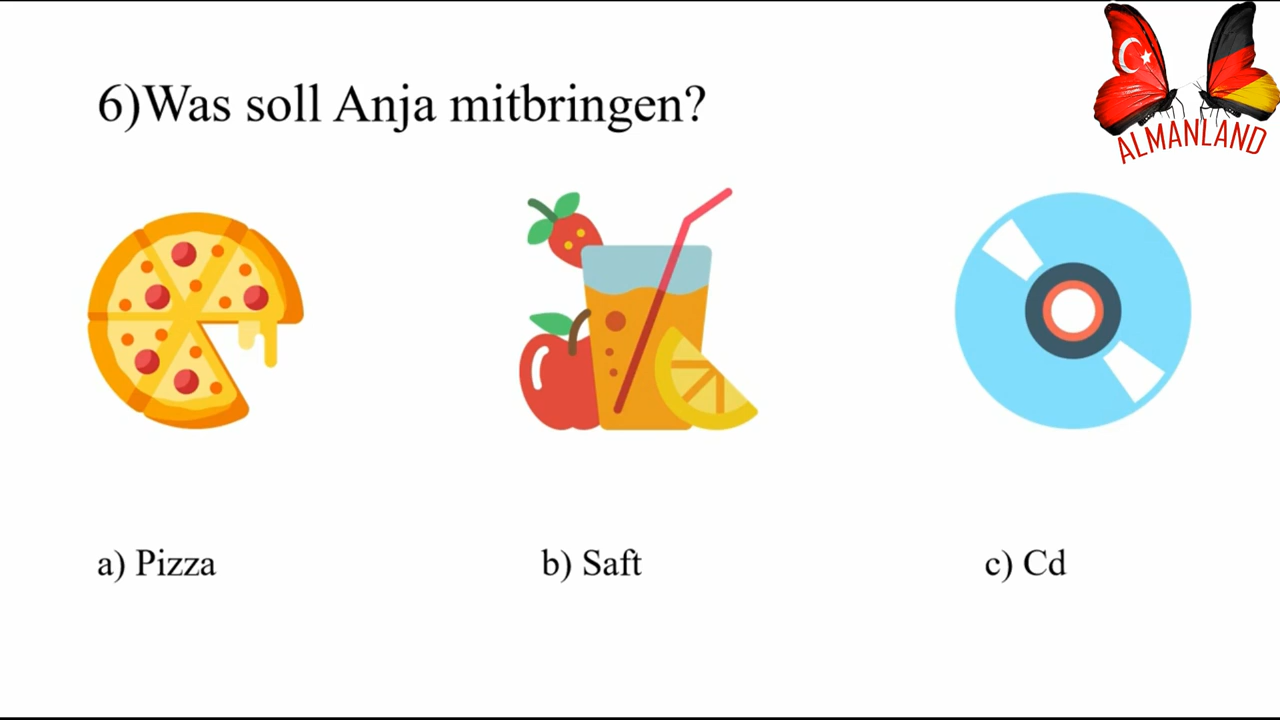 6)Was soll Anja mitbringen?
ALMANLAND
a) Pizza
b) Saft
c) Cd